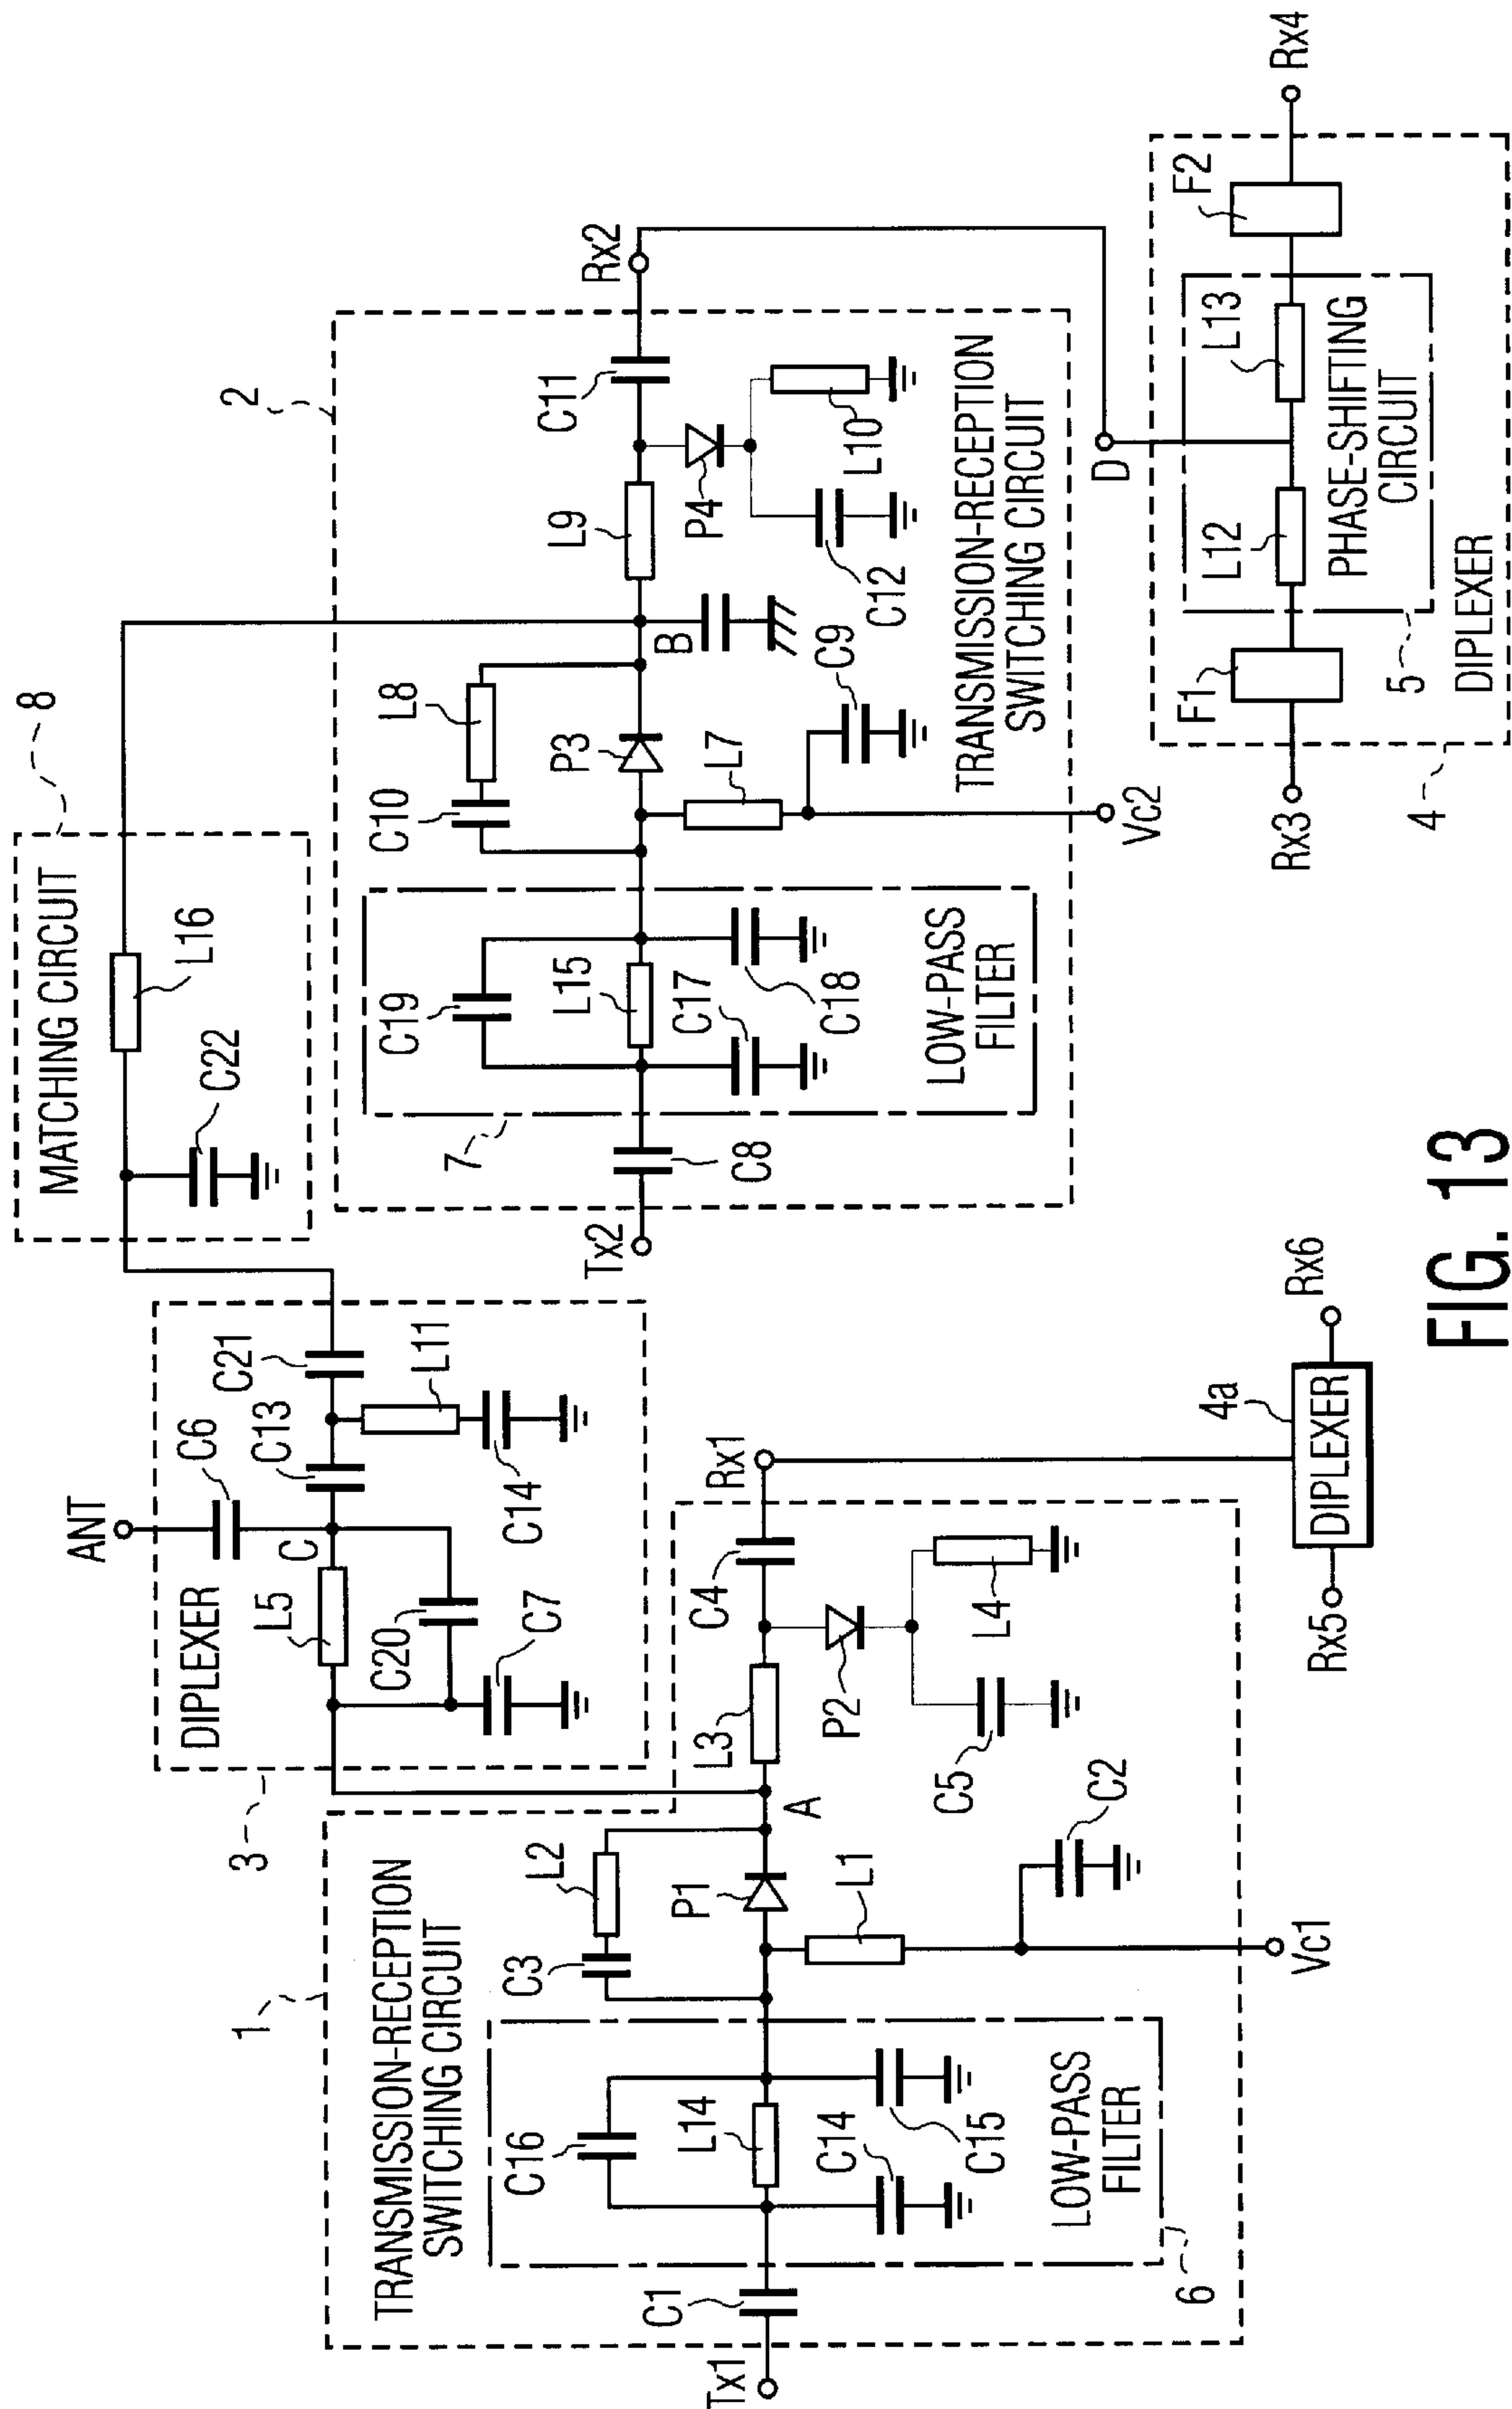 ANT
DIPLEXER
3
L5
C
C6
C13
C21
C20
C7
C14
L11
MATCHING CIRCUIT
8
C22
L16
1
TRANSMISSION-RECEPTION
SWITCHING CIRCUIT
Tx1
C1
C16
L14
C14
C15
LOW-PASS
FILTER
6
C3
L2
P1
L1
C2
Vc1
A
L3
C4
P2
C5
L4
Rx1
4a
DIPLEXER
Rx5
Rx6
2
Tx2
C8
7
C19
L15
C17
C18
LOW-PASS
FILTER
C10
L8
P3
L7
C9
Vc2
B
L9
C11
P4
C12
L10
Rx2
TRANSMISSION-RECEPTION
SWITCHING CIRCUIT
D
Rx3
F1
L12
L13
F2
Rx4
PHASE-SHIFTING
CIRCUIT
5
DIPLEXER
4
FIG. 13